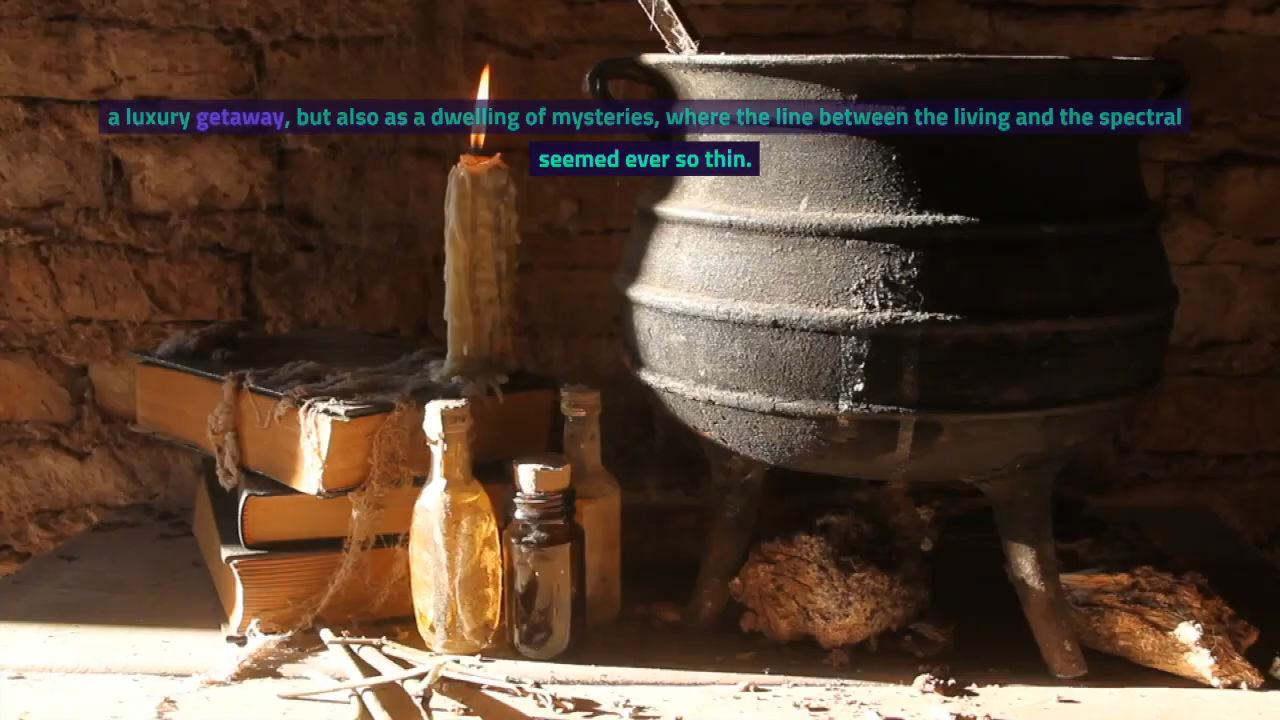 a luxury getaway, but also as a dwelling of mysteries, where the line between the living and the spectral
seemed ever so thin.